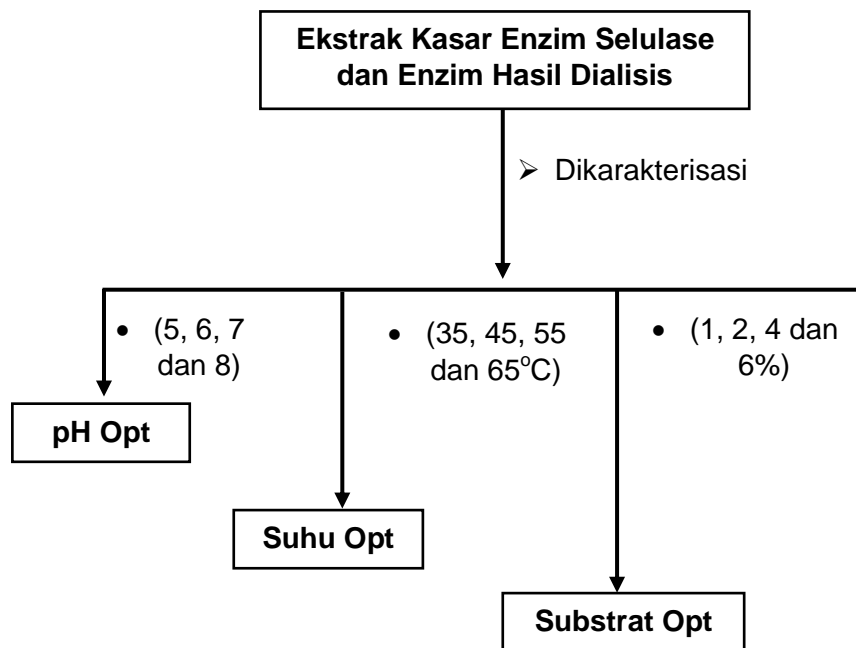 Ekstrak Kasar Enzim Selulase
dan Enzim Hasil Dialisis
➢ Dikarakterisasi
• (5, 6, 7
dan 8)
• (35, 45, 55
dan 65°C)
• (1, 2, 4 dan
6%)
pH Opt
Suhu Opt
Substrat Opt